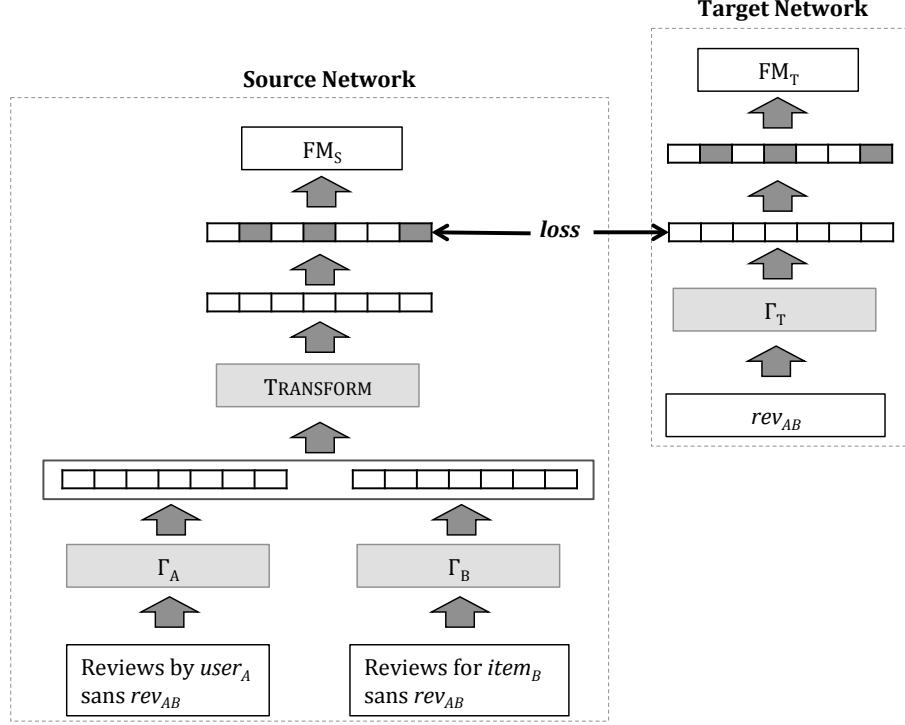 Target Network
FM_T
Source Network
FM_S
loss
Γ_T
TRANSFORM
rev_AB
Γ_A
Γ_B
Reviews by user_A
sans rev_AB
Reviews for item_B
sans rev_AB